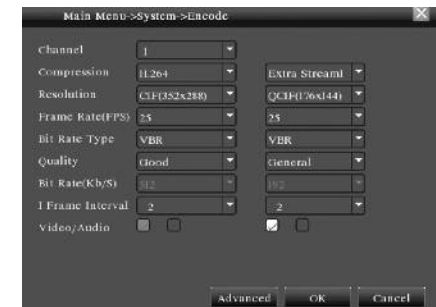 Main Menu->System->Encode
Channel 1
Compression H.264 Extra Stream1
Resolution CIF(352x288) QCIF(176x144)
Frame Rate(FPS) 25 25
Bit Rate Type VBR VBR
Quality Good General
Bit Rate(Kb/S) 512 192
I Frame Interval 2 2
Video/Audio
Advanced OK Cancel